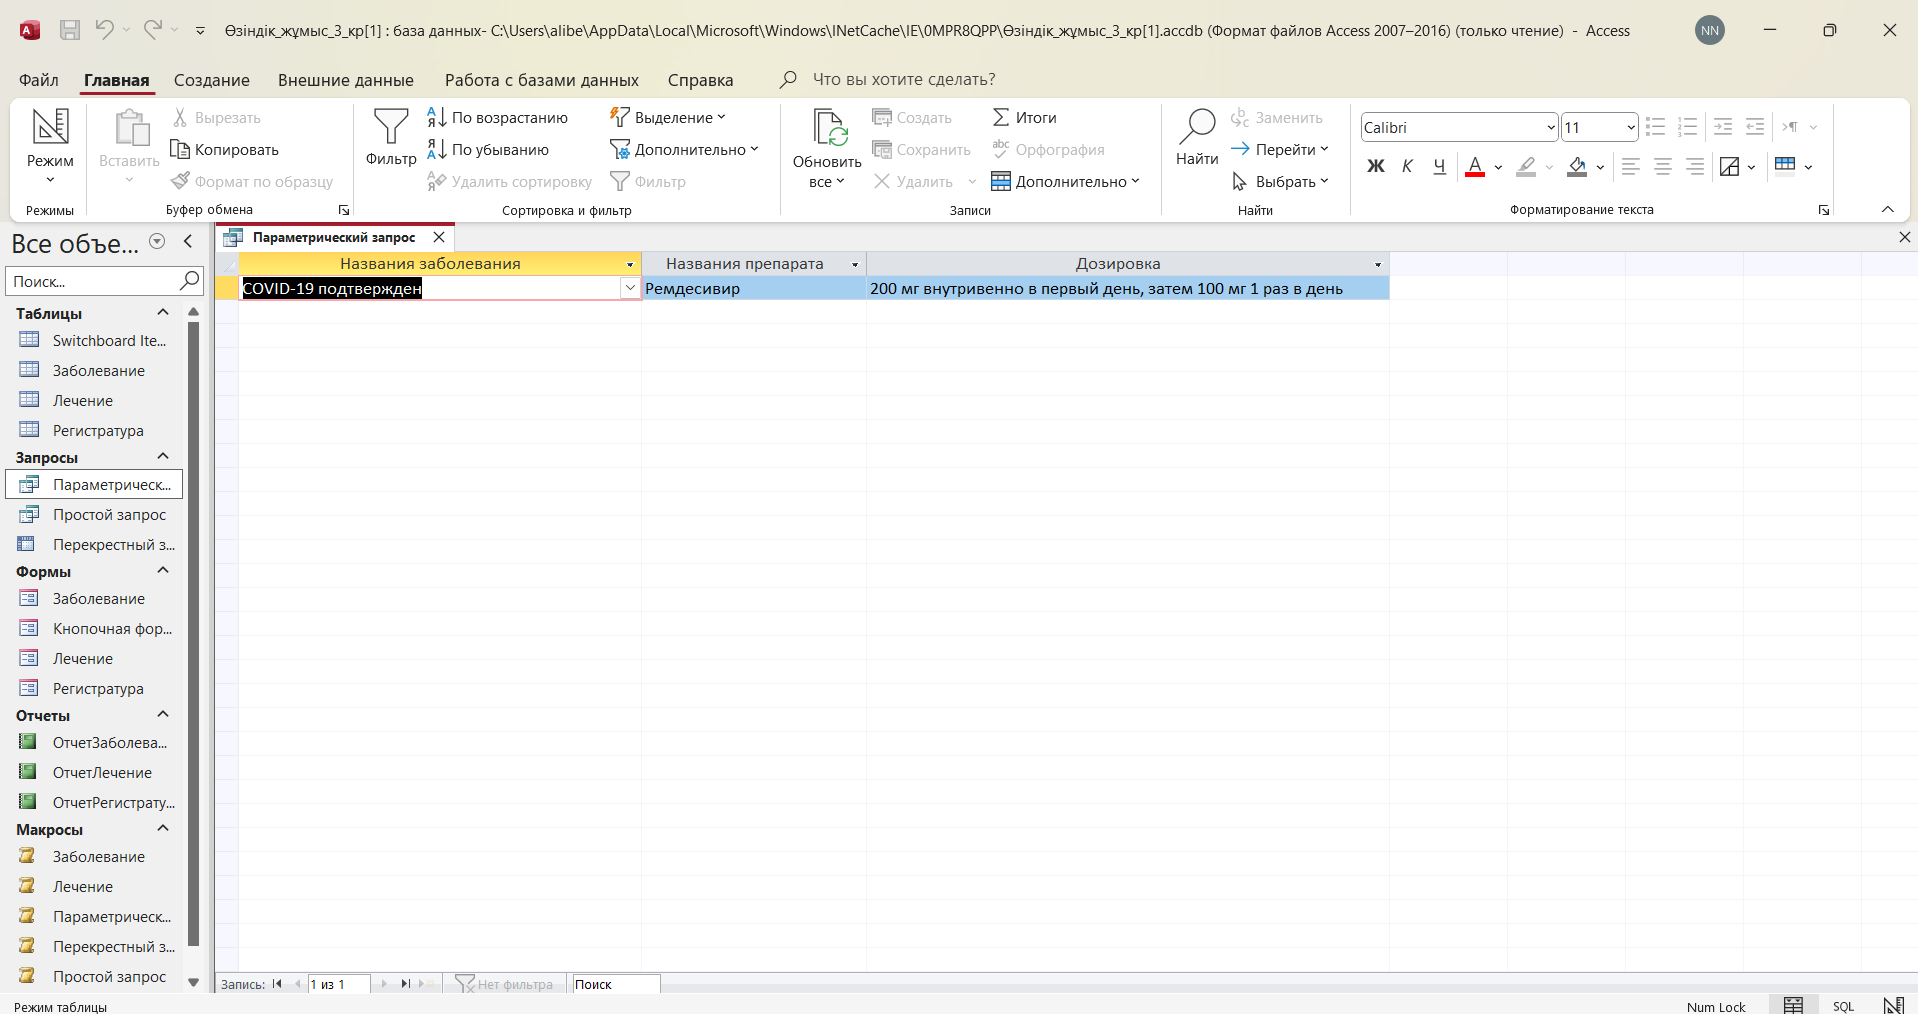 Өзіндік_жұмыс_3_кр[1] : база данных- C:\Users\alibe\AppData\Local\Microsoft\Windows\INetCache\IE\0MPR8QPP\Өзіндік_жұмыс_3_кр[1].accdb (Формат файлов Access 2007–2016) (только чтение) - Access
NN
Файл Главная Создание Внешние данные Работа с базами данных Справка Что вы хотите сделать?
Режим
Режимы
Вставить
Вырезать
Копировать
Формат по образцу
Буфер обмена
Фильтр
По возрастанию
По убыванию
Удалить сортировку
Выделение
Дополнительно
Фильтр
Сортировка и фильтр
Обновить
все
Создать
Сохранить
Удалить
Итоги
Орфография
Дополнительно
Записи
Найти
Заменить
Перейти
Выбрать
Найти
Calibri 11
Ж К Ч А
Форматирование текста
Все объе...
Поиск...
Таблицы
Switchboard Ite...
Заболевание
Лечение
Регистратура
Запросы
Параметрическ...
Простой запрос
Перекрестный з...
Формы
Заболевание
Кнопочная фор...
Лечение
Регистратура
Отчеты
ОтчетЗаболева...
ОтчетЛечение
ОтчетРегистрату...
Макросы
Заболевание
Лечение
Параметрическ...
Перекрестный з...
Простой запрос
Параметрический запрос
Названия заболевания Названия препарата Дозировка
COVID-19 подтвержден Ремдесивир 200 мг внутривенно в первый день, затем 100 мг 1 раз в день
Запись: 1 из 1 Нет фильтра Поиск
Режим таблицы Num Lock SQL